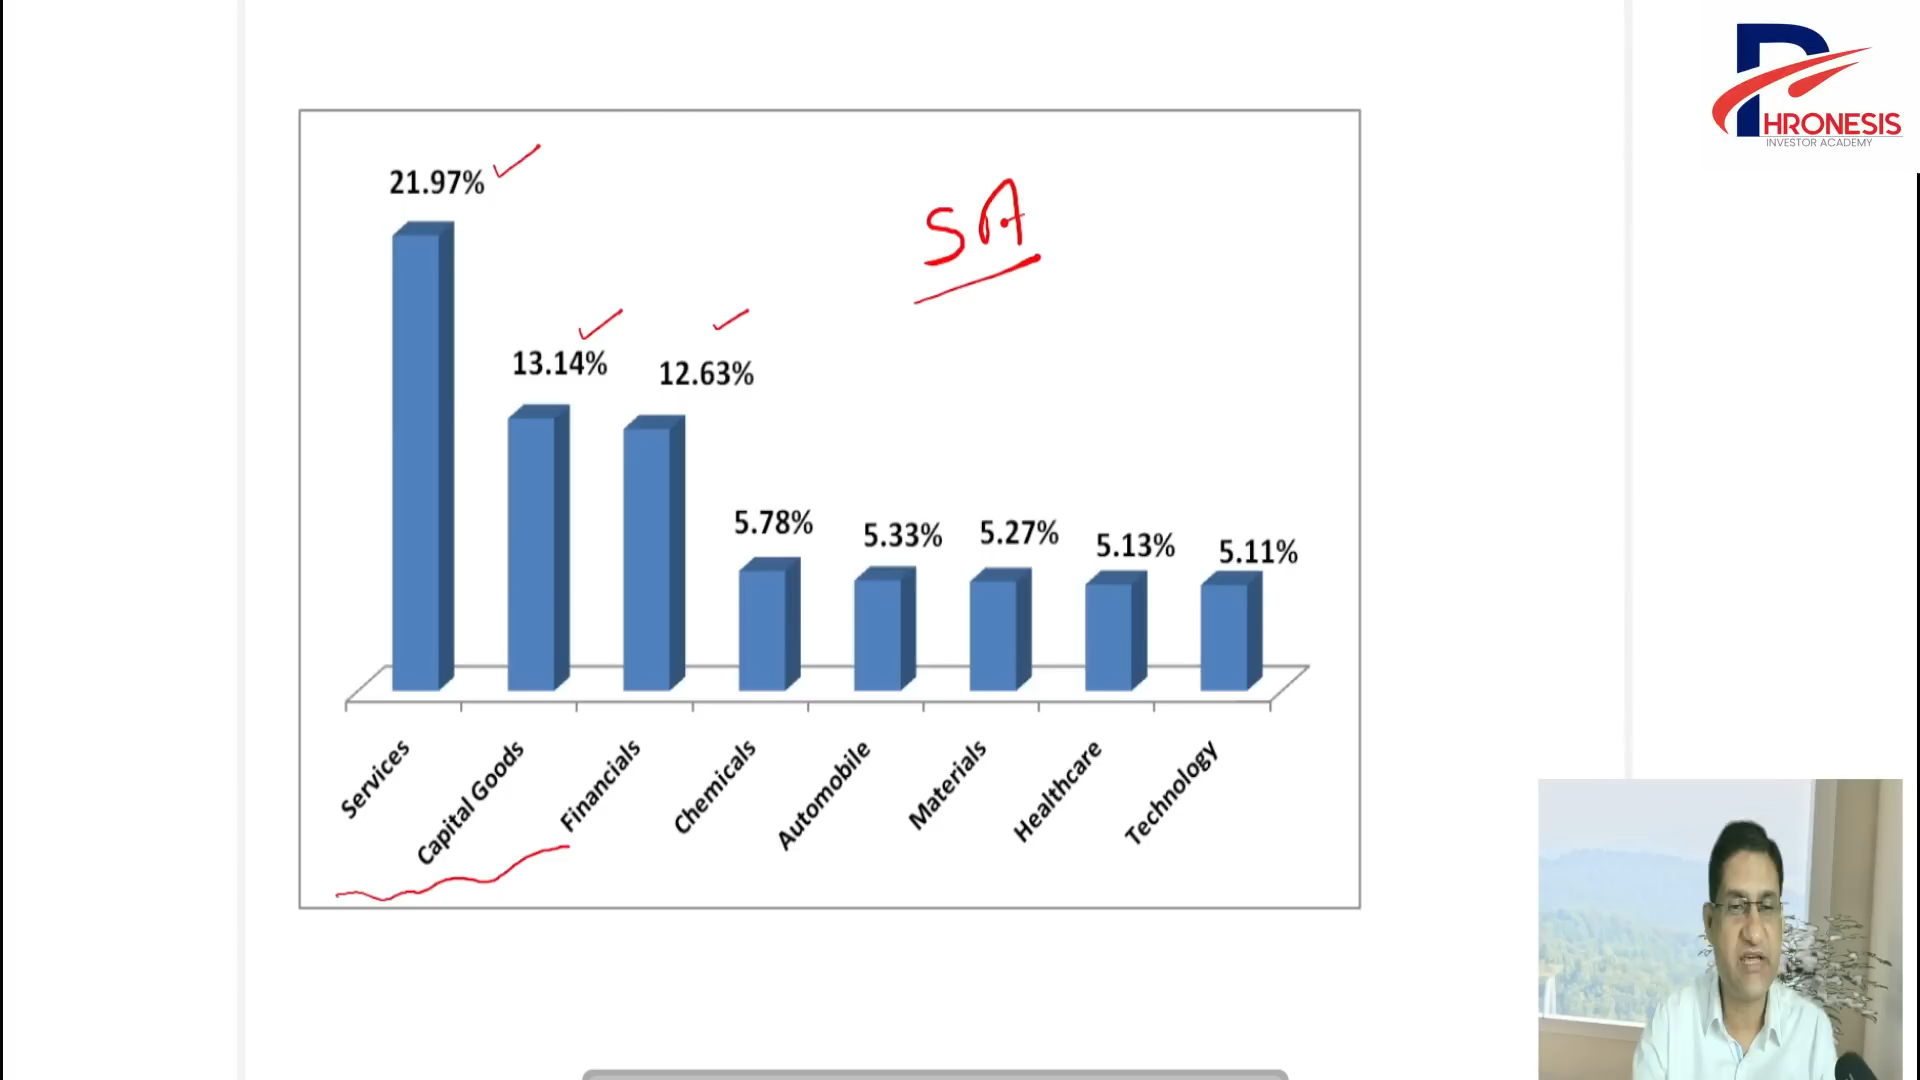 PHRONESIS
INVESTOR ACADEMY
21.97%
SA
13.14%
12.63%
5.78%
5.33%
5.27%
5.13%
5.11%
Services
Capital Goods
Financials
Chemicals
Automobile
Materials
Healthcare
Technology